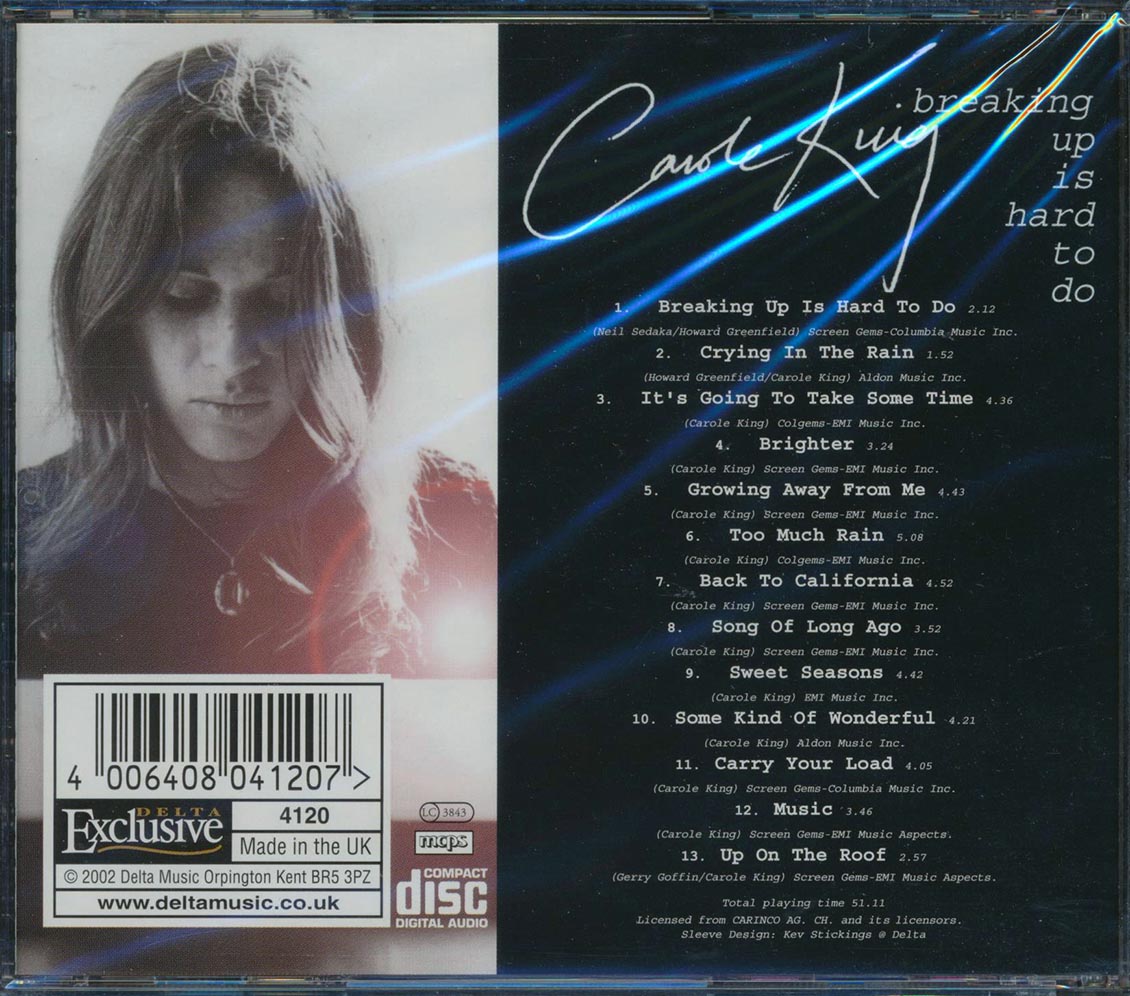 Carole King
breaking
up
is
hard
to
do
1. Breaking Up Is Hard To Do 2.12
(Neil Sedaka/Howard Greenfield) Screen Gems-Columbia Music Inc.
2. Crying In The Rain 1.52
(Howard Greenfield/Carole King) Aldon Music Inc.
3. It's Going To Take Some Time 4.36
(Carole King) Colgems-EMI Music Inc.
4. Brighter 3.24
(Carole King) Screen Gems-EMI Music Inc.
5. Growing Away From Me 4.43
(Carole King) Screen Gems-EMI Music Inc.
6. Too Much Rain 5.08
(Carole King) Colgems-EMI Music Inc.
7. Back To California 4.52
(Carole King) Screen Gems-EMI Music Inc.
8. Song Of Long Ago 3.52
(Carole King) Screen Gems-EMI Music Inc.
9. Sweet Seasons 4.42
(Carole King) EMI Music Inc.
10. Some Kind Of Wonderful 4.21
(Carole King) Aldon Music Inc.
11. Carry Your Load 4.05
(Carole King) Screen Gems-Columbia Music Inc.
12. Music 3.46
(Carole King) Screen Gems-EMI Music Aspects.
13. Up On The Roof 2.57
(Gerry Goffin/Carole King) Screen Gems-EMI Music Aspects.
Total playing time 51.11
Licensed from CARINCO AG. CH. and its licensors.
Sleeve Design: Kev Stickings @ Delta
4 006408 041207 >
DELTA
Exclusive
4120
Made in the UK
© 2002 Delta Music Orpington Kent BR5 3PZ
www.deltamusic.co.uk
LC 3843
mcps
COMPACT
disc
DIGITAL AUDIO